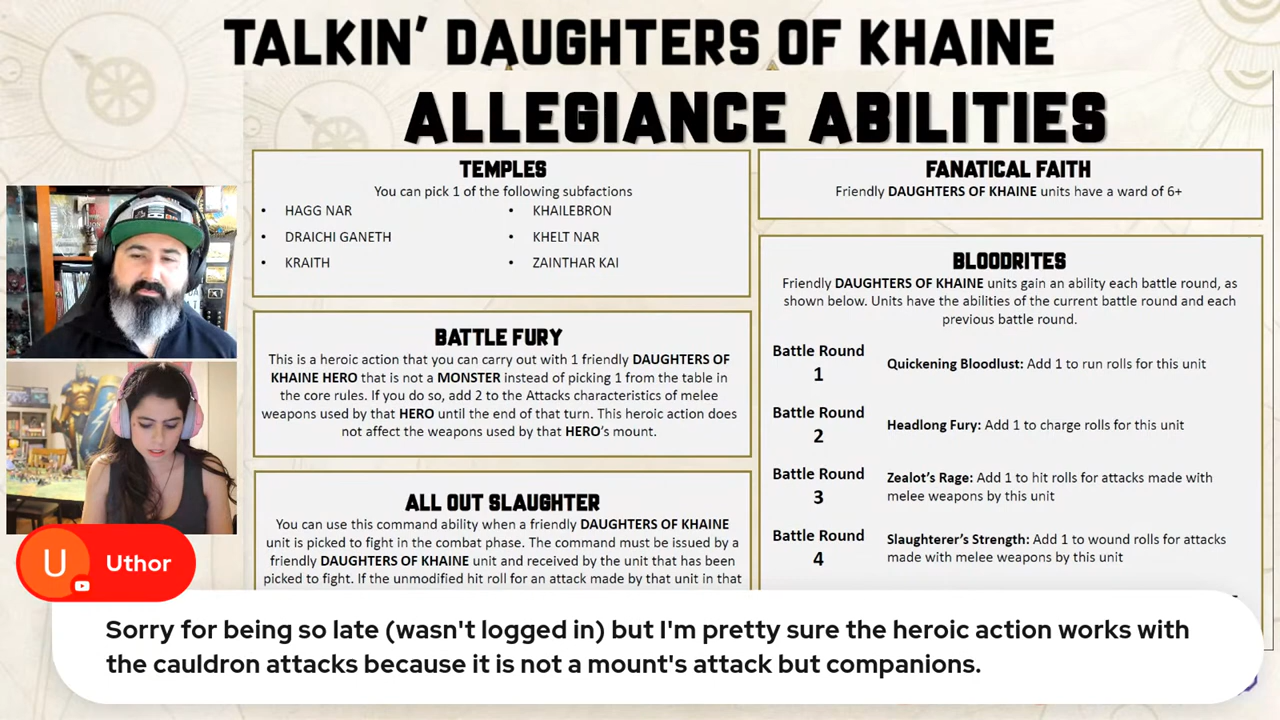 TALKIN' DAUGHTERS OF KHAINE
ALLEGIANCE ABILITIES
TEMPLES
You can pick 1 of the following subfactions
• HAGG NAR
• DRAICHI GANETH
• KRAITH
• KHAILEBRON
• KHELT NAR
• ZAINTHAR KAI
BATTLE FURY
This is a heroic action that you can carry out with 1 friendly DAUGHTERS OF
KHAINE HERO that is not a MONSTER instead of picking 1 from the table in
the core rules. If you do so, add 2 to the Attacks characteristics of melee
weapons used by that HERO until the end of that turn. This heroic action does
not affect the weapons used by that HERO's mount.
ALL OUT SLAUGHTER
You can use this command ability when a friendly DAUGHTERS OF KHAINE
unit is picked to fight in the combat phase. The command must be issued by a
friendly DAUGHTERS OF KHAINE unit and received by the unit that has been
picked to fight. If the unmodified hit roll for an attack made by that unit in that
FANATICAL FAITH
Friendly DAUGHTERS OF KHAINE units have a ward of 6+
BLOODRITES
Friendly DAUGHTERS OF KHAINE units gain an ability each battle round, as
shown below. Units have the abilities of the current battle round and each
previous battle round.
Battle Round
1
Quickening Bloodlust: Add 1 to run rolls for this unit
Battle Round
2
Headlong Fury: Add 1 to charge rolls for this unit
Battle Round
3
Zealot's Rage: Add 1 to hit rolls for attacks made with
melee weapons by this unit
Battle Round
4
Slaughterer's Strength: Add 1 to wound rolls for attacks
made with melee weapons by this unit
U
Uthor
Sorry for being so late (wasn't logged in) but I'm pretty sure the heroic action works with
the cauldron attacks because it is not a mount's attack but companions.